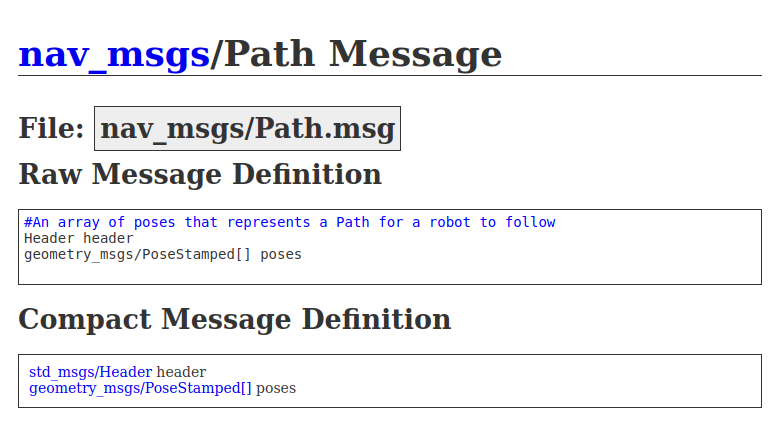 nav_msgs/Path Message
File: nav_msgs/Path.msg
Raw Message Definition
#An array of poses that represents a Path for a robot to follow
Header header
geometry_msgs/PoseStamped[] poses
Compact Message Definition
std_msgs/Header header
geometry_msgs/PoseStamped[] poses